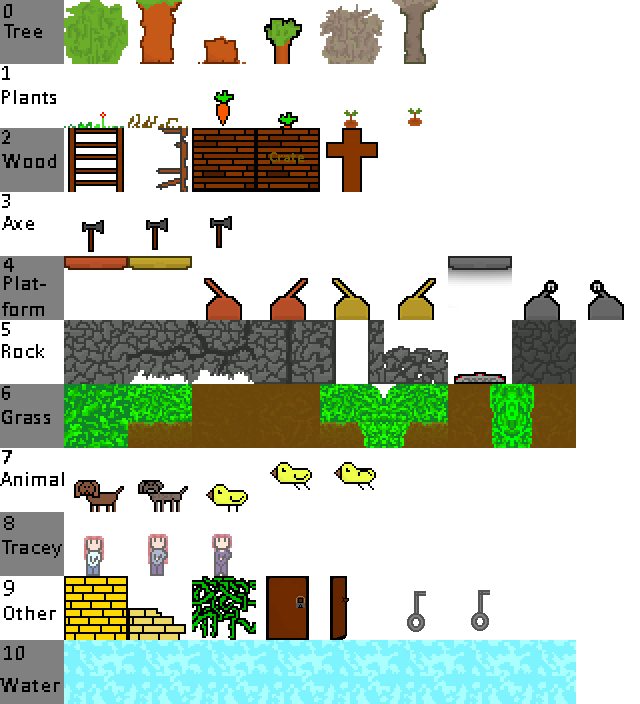 0
Tree
1
Plants
2
Wood
Crate
3
Axe
4
Plat-
form
5
Rock
6
Grass
7
Animal
8
Tracey
9
Other
10
Water